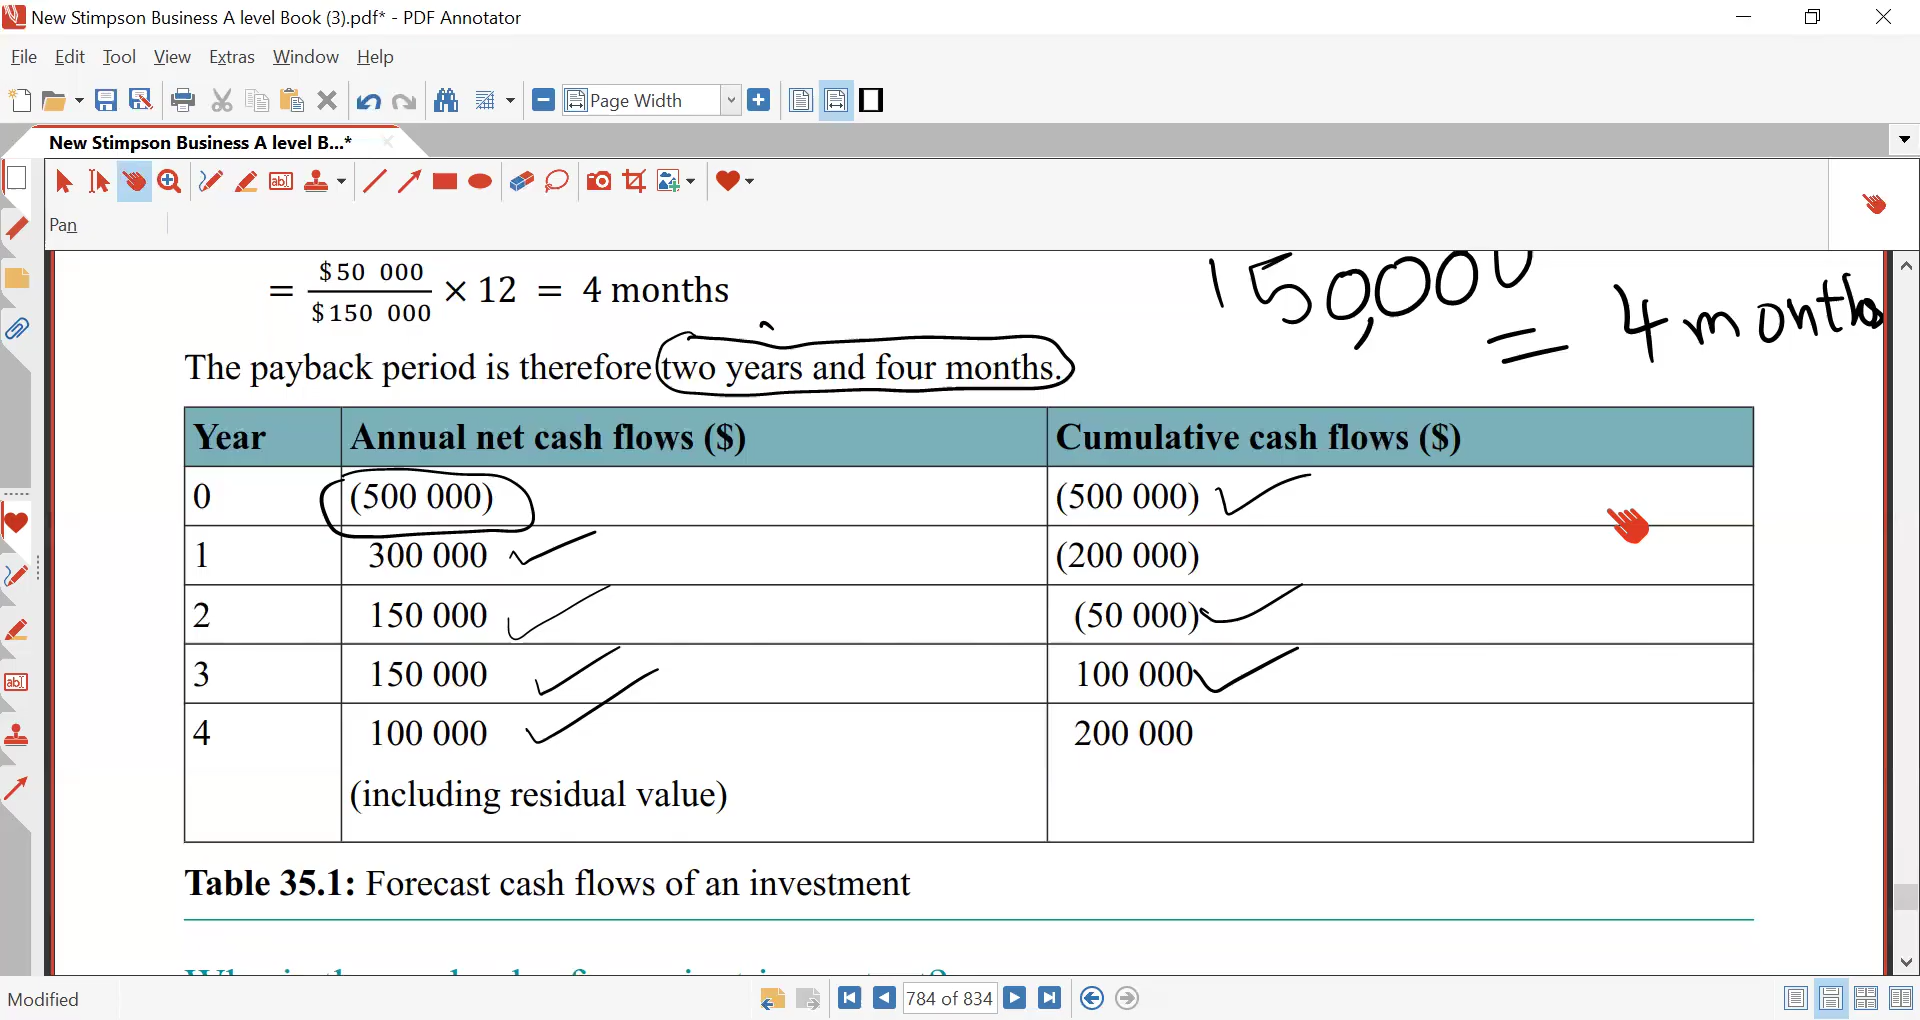 New Stimpson Business A level Book (3).pdf* - PDF Annotator
File Edit Tool View Extras Window Help
Page Width
New Stimpson Business A level B...*
Pan
= $50 000 / $150 000 × 12 = 4 months
150,000
= 4 months
The payback period is therefore two years and four months.
Year Annual net cash flows ($) Cumulative cash flows ($)
0 (500 000) (500 000)
1 300 000 (200 000)
2 150 000 (50 000)
3 150 000 100 000
4 100 000 200 000
(including residual value)
Table 35.1: Forecast cash flows of an investment
Modified
784 of 834